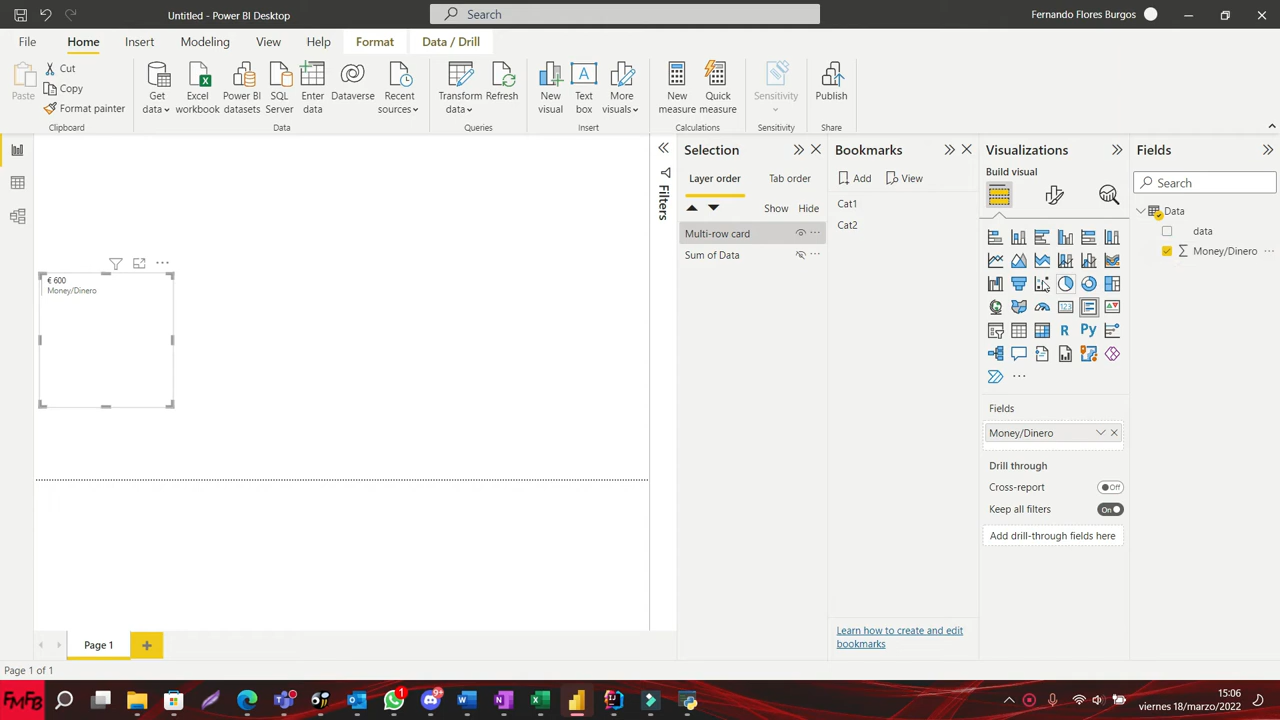 Untitled - Power BI Desktop
Search
Fernando Flores Burgos
File
Home
Insert
Modeling
View
Help
Format
Data / Drill
Paste
Cut
Copy
Format painter
Clipboard
Get data
Excel workbook
Power BI datasets
SQL Server
Enter data
Dataverse
Recent sources
Data
Transform data
Refresh
Queries
New visual
Text box
More visuals
Insert
New measure
Quick measure
Calculations
Sensitivity
Sensitivity
Publish
Share
€ 600
Money/Dinero
Filters
Selection
Layer order
Tab order
Show
Hide
Multi-row card
Sum of Data
Bookmarks
Add
View
Cat1
Cat2
Learn how to create and edit
bookmarks
Visualizations
Build visual
123
R
Py
Fields
Money/Dinero
Drill through
Cross-report
Off
Keep all filters
On
Add drill-through fields here
Fields
Search
Data
data
Σ Money/Dinero
Page 1
Page 1 of 1
FMFB
1
9+
15:06
viernes 18/marzo/2022